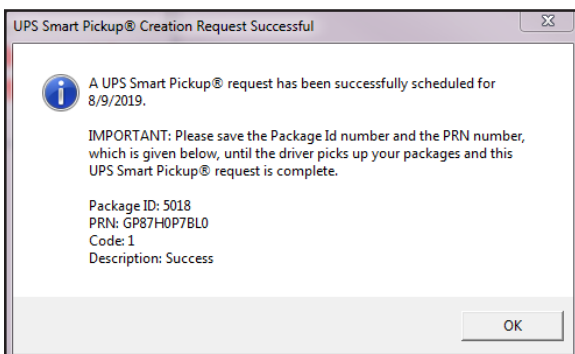 UPS Smart Pickup® Creation Request Successful
A UPS Smart Pickup® request has been successfully scheduled for
8/9/2019.
IMPORTANT: Please save the Package Id number and the PRN number,
which is given below, until the driver picks up your packages and this
UPS Smart Pickup® request is complete.
Package ID: 5018
PRN: GP87H0P7BL0
Code: 1
Description: Success
OK